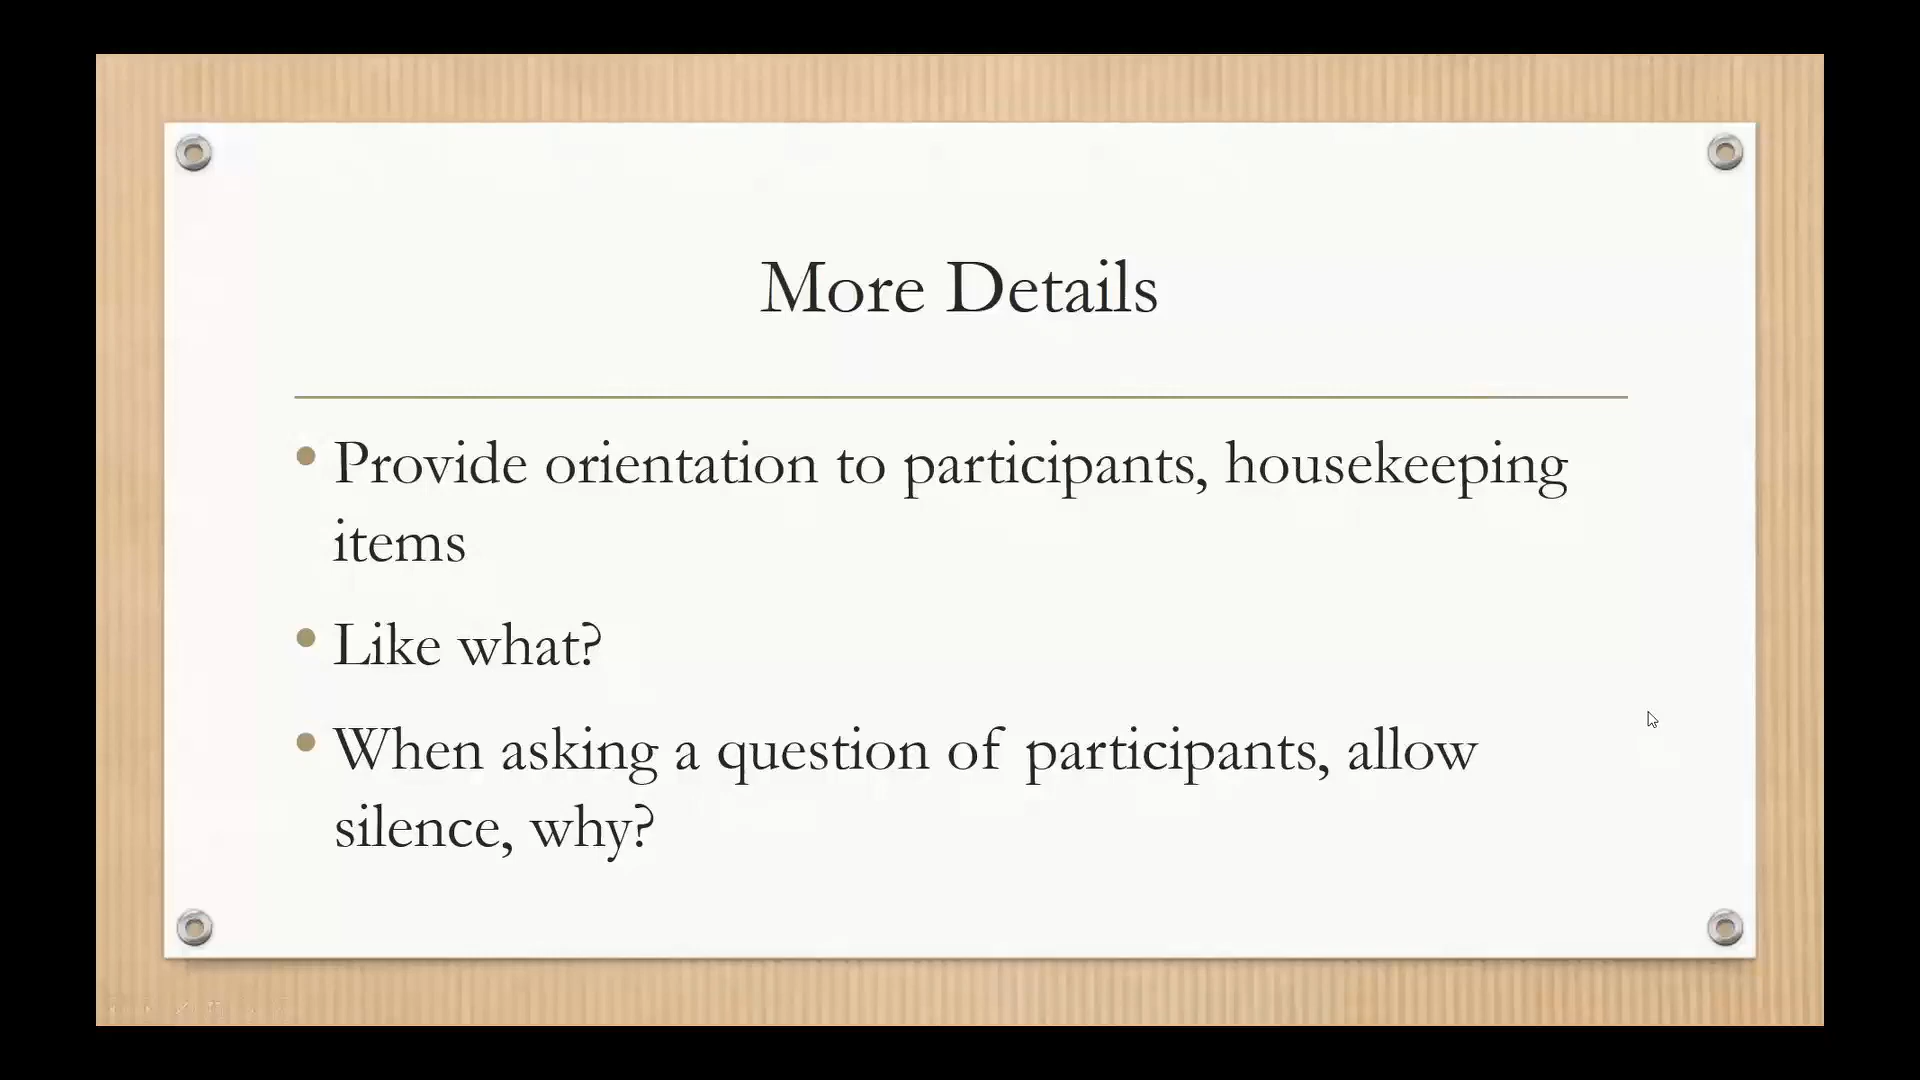 More Details
Provide orientation to participants, housekeeping
items
Like what?
When asking a question of participants, allow
silence, why?